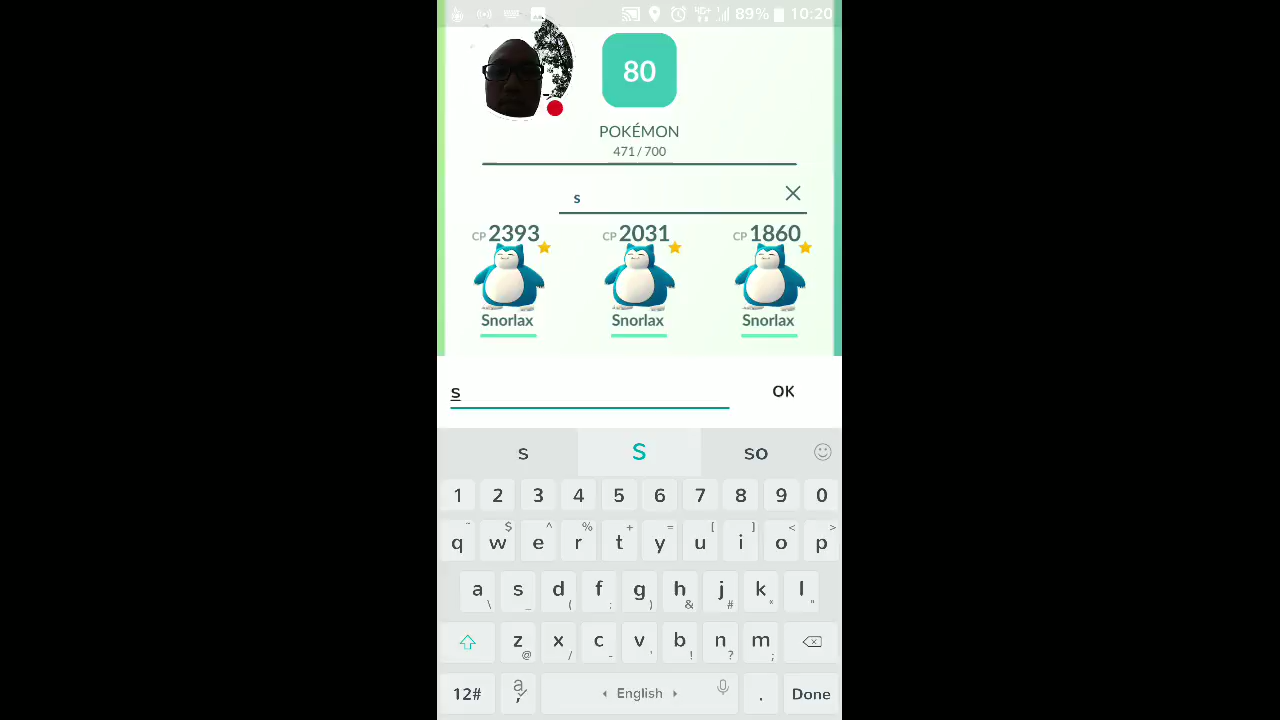 4G+ 89% 10:20
80
POKÉMON
471 / 700
s
CP 2393 CP 2031 CP 1860
Snorlax Snorlax Snorlax
s OK
s S so
1 2 3 4 5 6 7 8 9 0
~ $ ^ % + = [ ] < >
q w e r t y u i o p
a s d f g h j k l
\ _ ( : ) & # * "
z x c v b n m
@ / - ' ! ? ;
12# a , English . Done